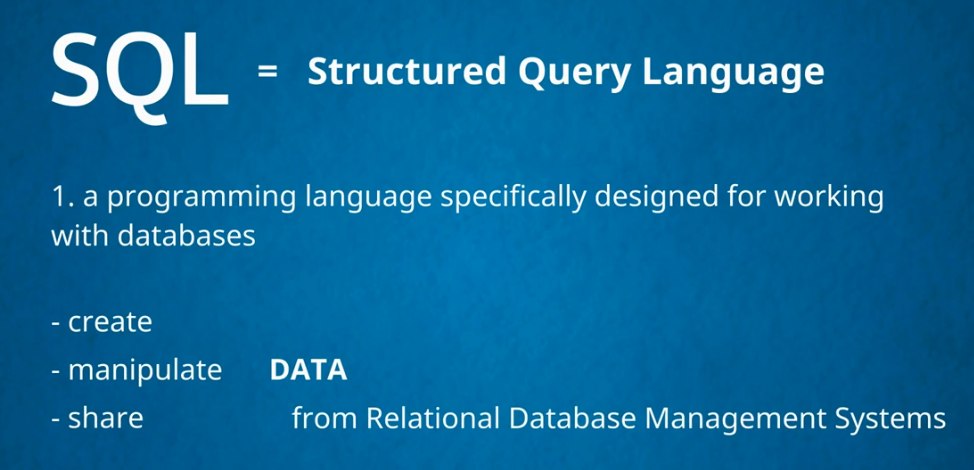 SQL = Structured Query Language
1. a programming language specifically designed for working
with databases
- create
- manipulate DATA
- share from Relational Database Management Systems